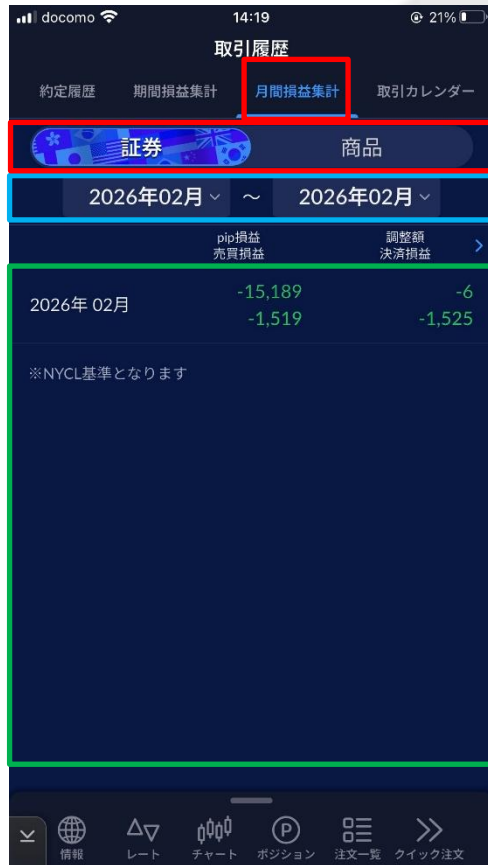 docomo 14:19 21%
取引履歴
約定履歴 期間損益集計 月間損益集計 取引カレンダー
証券 商品
2026年02月 ～ 2026年02月
pip損益 調整額
売買損益 決済損益
2026年 02月 -15,189 -6
-1,519 -1,525
※NYCL基準となります
情報 レート チャート ポジション 注文一覧 クイック注文